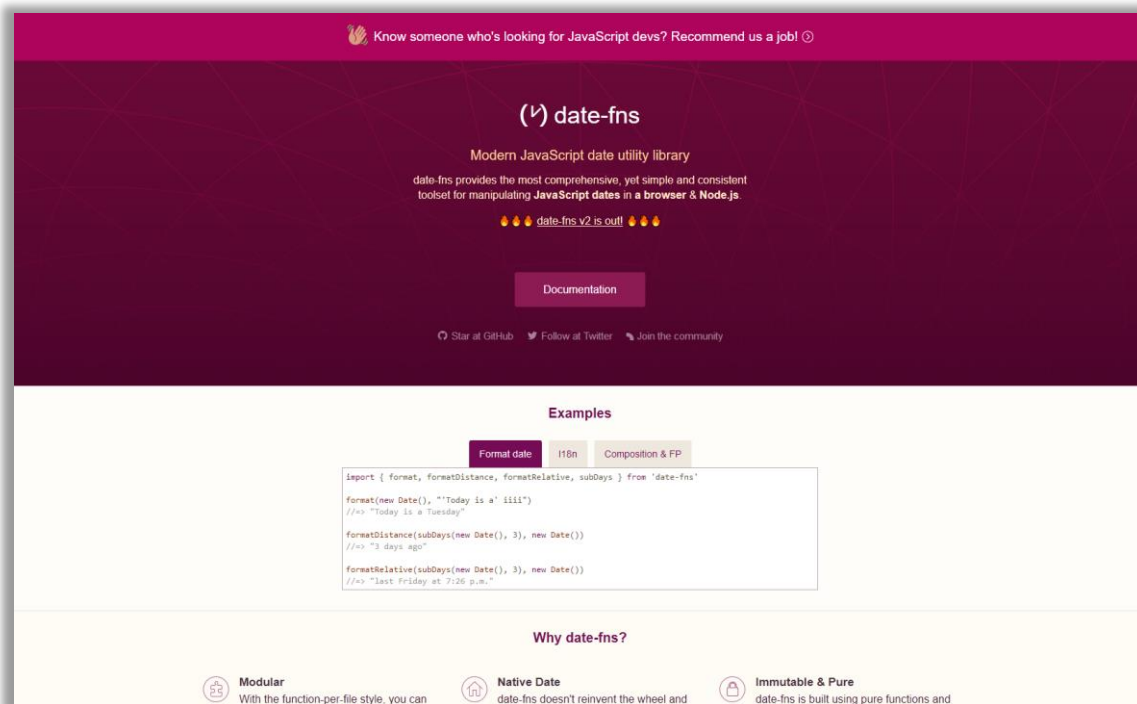 Know someone who's looking for JavaScript devs? Recommend us a job!
date-fns
Modern JavaScript date utility library
date-fns provides the most comprehensive, yet simple and consistent
toolset for manipulating JavaScript dates in a browser & Node.js.
date-fns v2 is out!
Documentation
Star at GitHub Follow at Twitter Join the community
Examples
Format date I18n Composition & FP
import { format, formatDistance, formatRelative, subDays } from 'date-fns'
format(new Date(), "'Today is a' iiii")
//=> "Today is a Tuesday"
formatDistance(subDays(new Date(), 3), new Date())
//=> "3 days ago"
formatRelative(subDays(new Date(), 3), new Date())
//=> "last Friday at 7:26 p.m."
Why date-fns?
Modular Native Date Immutable & Pure
With the function-per-file style, you can date-fns doesn't reinvent the wheel and date-fns is built using pure functions and